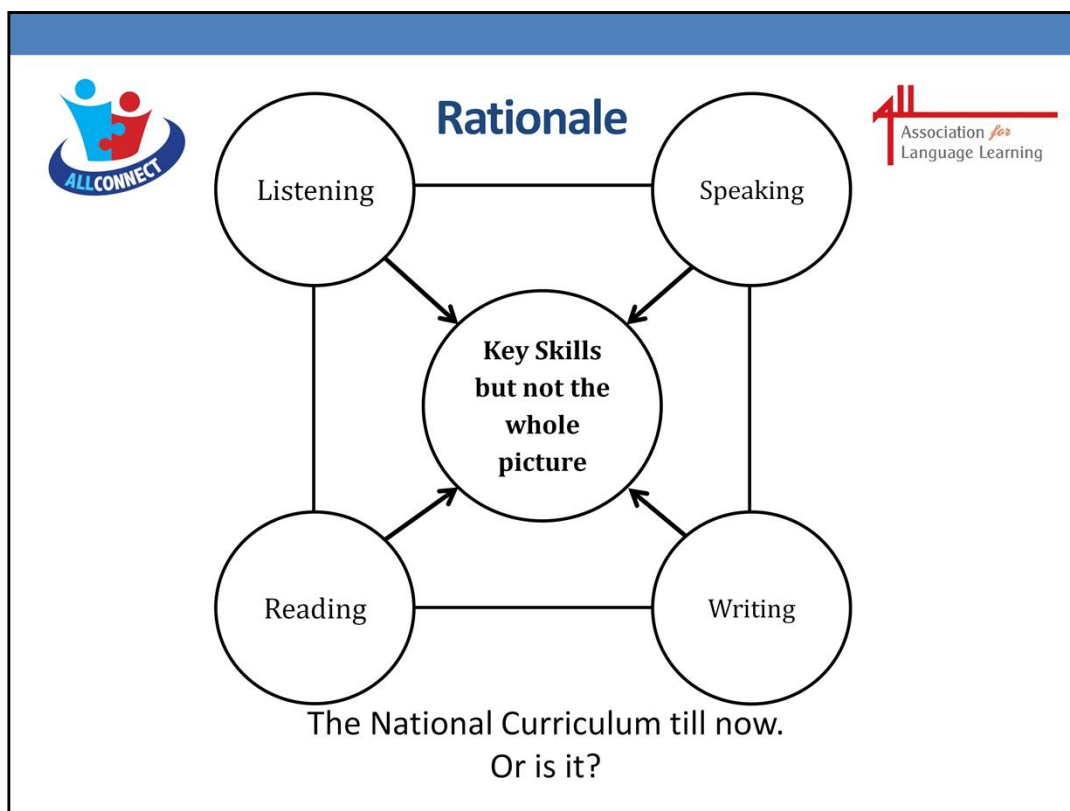 Rationale
ALLCONNECT
Association for
Language Learning
Listening
Speaking
Key Skills
but not the
whole
picture
Reading
Writing
The National Curriculum till now.
Or is it?